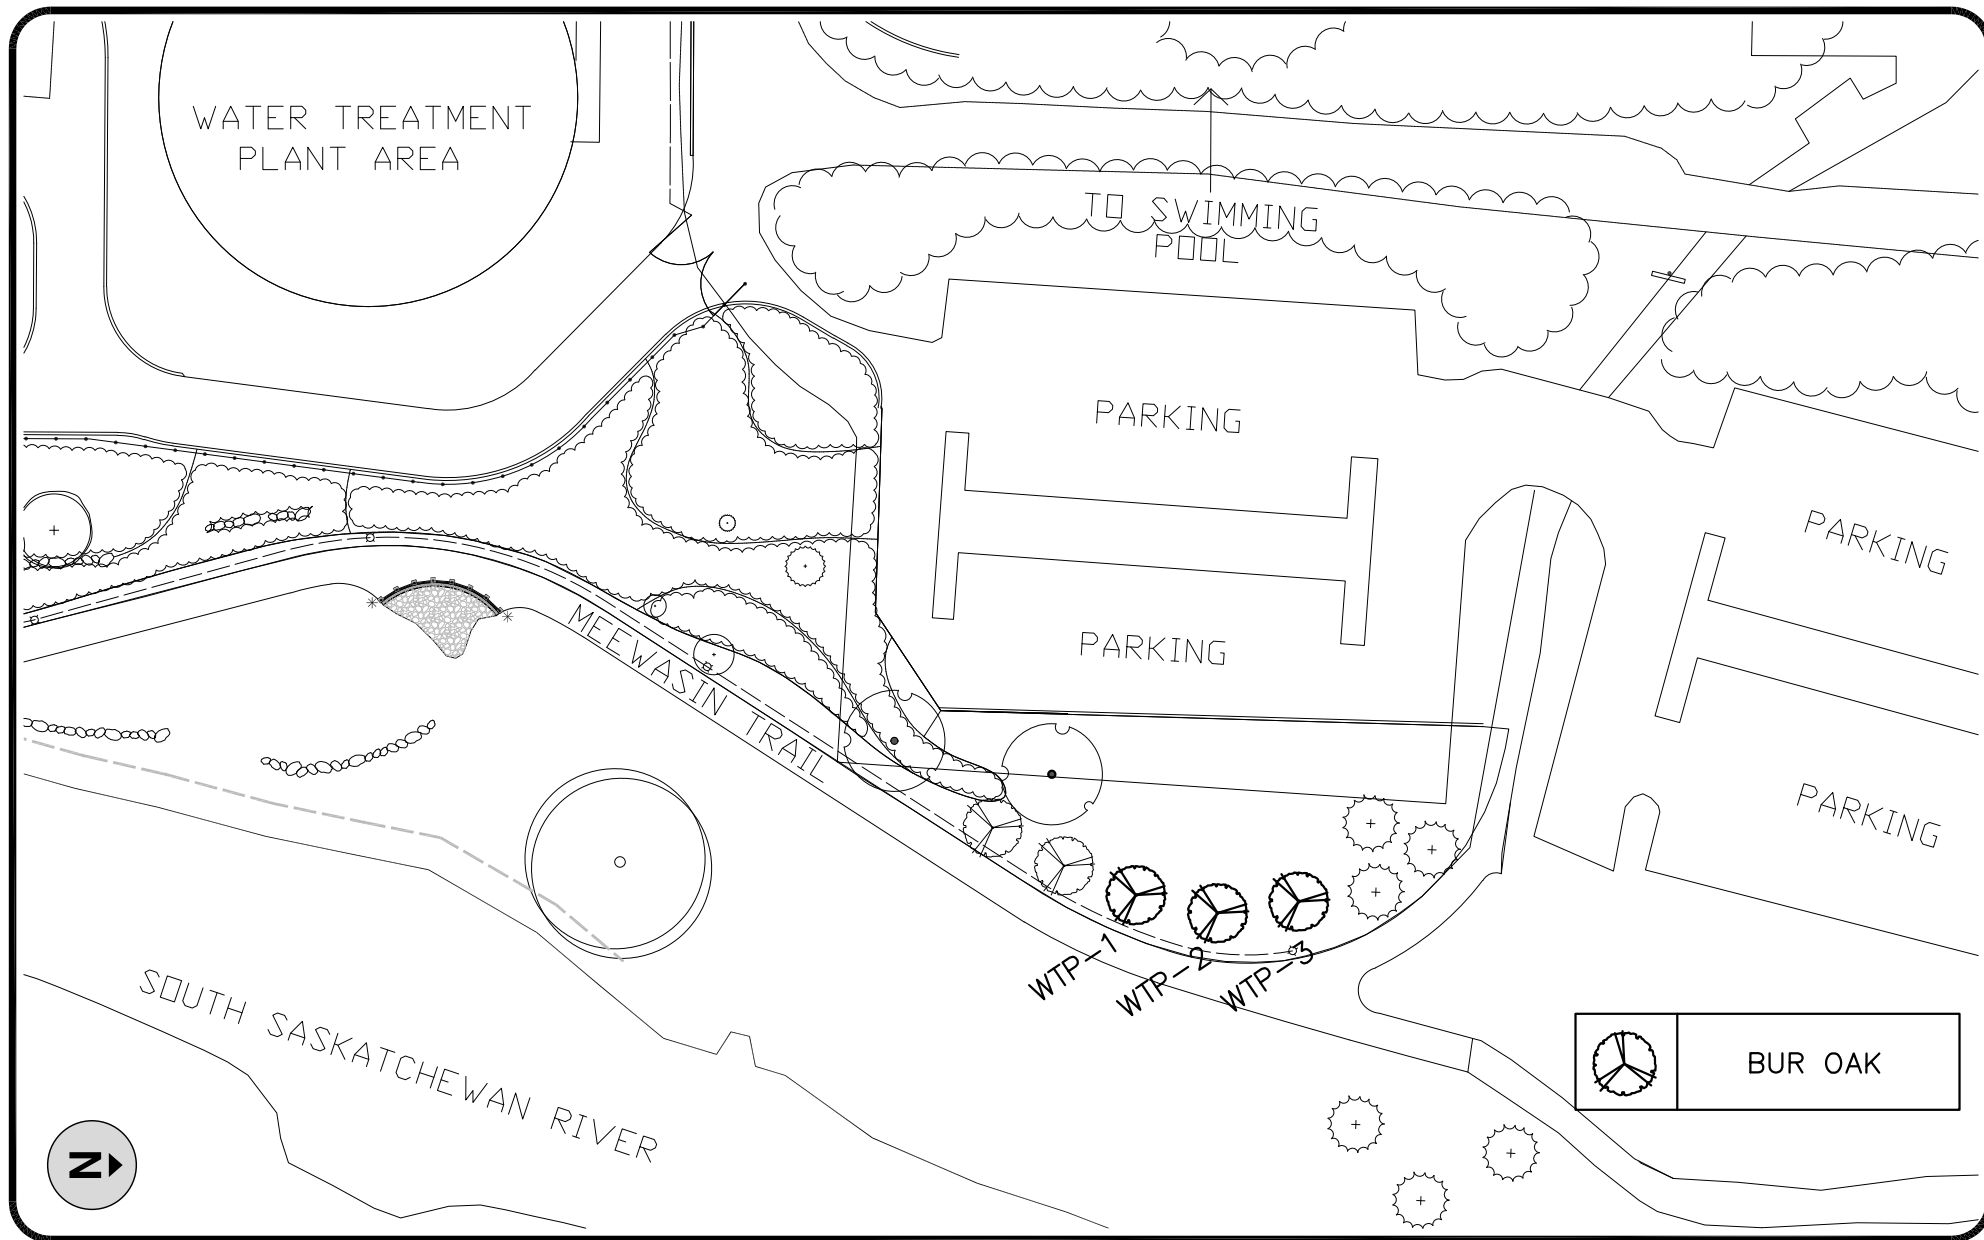 WATER TREATMENT
PLANT AREA
TO SWIMMING
POOL
PARKING
PARKING
PARKING
PARKING
MEEWASIN TRAIL
WTP-1
WTP-2
WTP-3
SOUTH SASKATCHEWAN RIVER
BUR OAK
N